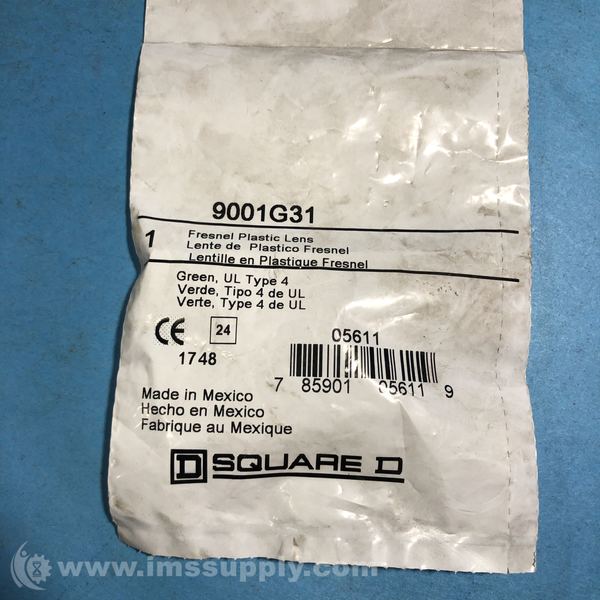 9001G31
1
Fresnel Plastic Lens
Lente de Plastico Fresnel
Lentille en Plastique Fresnel
Green, UL Type 4
Verde, Tipo 4 de UL
Verte, Type 4 de UL
CE 24
1748
05611
7 85901 05611 9
Made in Mexico
Hecho en Mexico
Fabrique au Mexique
D SQUARE D
www.imssupply.com